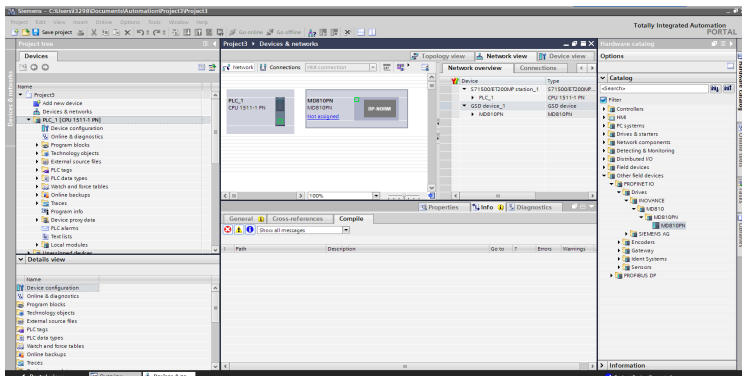 Siemens - C:\Users\13298\Documents\Automation\Project3\Project3
Project Edit View Insert Online Options Tools Window Help
Save project
Go online Go offline
Totally Integrated Automation
PORTAL
Project tree
Devices
Name
Project3
Add new device
Devices & networks
PLC_1 [CPU 1511-1 PN]
Device configuration
Online & diagnostics
Program blocks
Technology objects
External source files
PLC tags
PLC data types
Watch and force tables
Online backups
Traces
Program info
Device proxy data
PLC alarms
Text lists
Local modules
Unassigned devices
Details view
Name
Device configuration
Online & diagnostics
Program blocks
Technology objects
External source files
PLC tags
PLC data types
Watch and force tables
Online backups
Traces
Project3 Devices & networks
Topology view Network view Device view
Network Connections HMI connection
PLC_1
CPU 1511-1 PN
MD810PN
MD810PN
Not assigned
DP-NORM
100%
Network overview Connections
Device Type
S71500/ET200MP station_1 S71500/ET200MP...
PLC_1 CPU 1511-1 PN
GSD device_1 GSD device
MD810PN MD810PN
Properties Info Diagnostics
General Cross-references Compile
Show all messages
! Path Description Go to ? Errors Warnings
Hardware catalog
Options
Catalog
<Search>
Filter
Controllers
HMI
PC systems
Drives & starters
Network components
Detecting & Monitoring
Distributed I/O
Field devices
Other field devices
PROFINET IO
Drives
INOVANCE
MD810
MD810PN
MD810PN
SIEMENS AG
Encoders
Gateway
Ident Systems
Sensors
PROFIBUS DP
Information
Devices & networks
Hardware catalog
Online tools